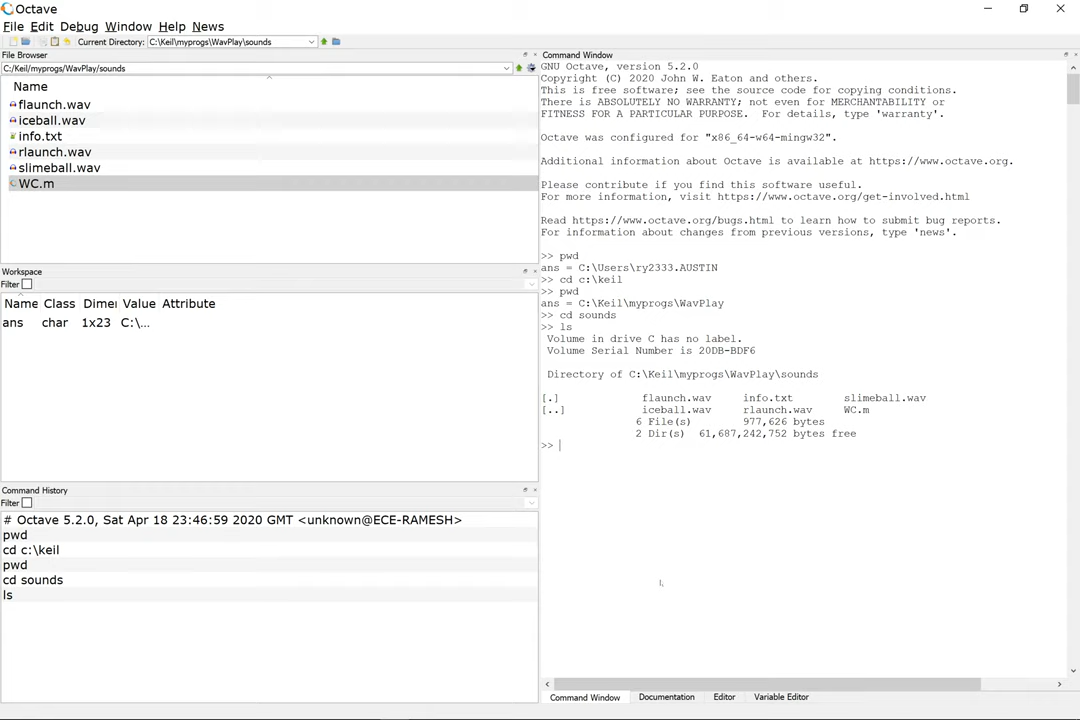 Octave
File Edit Debug Window Help News
Current Directory: C:\Keil\myprogs\WavPlay\sounds
File Browser
C:/Keil/myprogs/WavPlay/sounds
Name
flaunch.wav
iceball.wav
info.txt
rlaunch.wav
slimeball.wav
WC.m
Workspace
Filter
Name Class Dimer Value Attribute
ans char 1x23 C:\...
Command History
Filter
# Octave 5.2.0, Sat Apr 18 23:46:59 2020 GMT <unknown@ECE-RAMESH>
pwd
cd c:\keil
pwd
cd sounds
ls
Command Window
GNU Octave, version 5.2.0
Copyright (C) 2020 John W. Eaton and others.
This is free software; see the source code for copying conditions.
There is ABSOLUTELY NO WARRANTY; not even for MERCHANTABILITY or
FITNESS FOR A PARTICULAR PURPOSE.  For details, type 'warranty'.
Octave was configured for "x86_64-w64-mingw32".
Additional information about Octave is available at https://www.octave.org.
Please contribute if you find this software useful.
For more information, visit https://www.octave.org/get-involved.html
Read https://www.octave.org/bugs.html to learn how to submit bug reports.
For information about changes from previous versions, type 'news'.
>> pwd
ans = C:\Users\ry2333.AUSTIN
>> cd c:\keil
>> pwd
ans = C:\Keil\myprogs\WavPlay
>> cd sounds
>> ls
Volume in drive C has no label.
Volume Serial Number is 20DB-BDF6
Directory of C:\Keil\myprogs\WavPlay\sounds
[.] flaunch.wav info.txt slimeball.wav
[..] iceball.wav rlaunch.wav WC.m
6 File(s) 977,626 bytes
2 Dir(s) 61,687,242,752 bytes free
>>
Command Window Documentation Editor Variable Editor